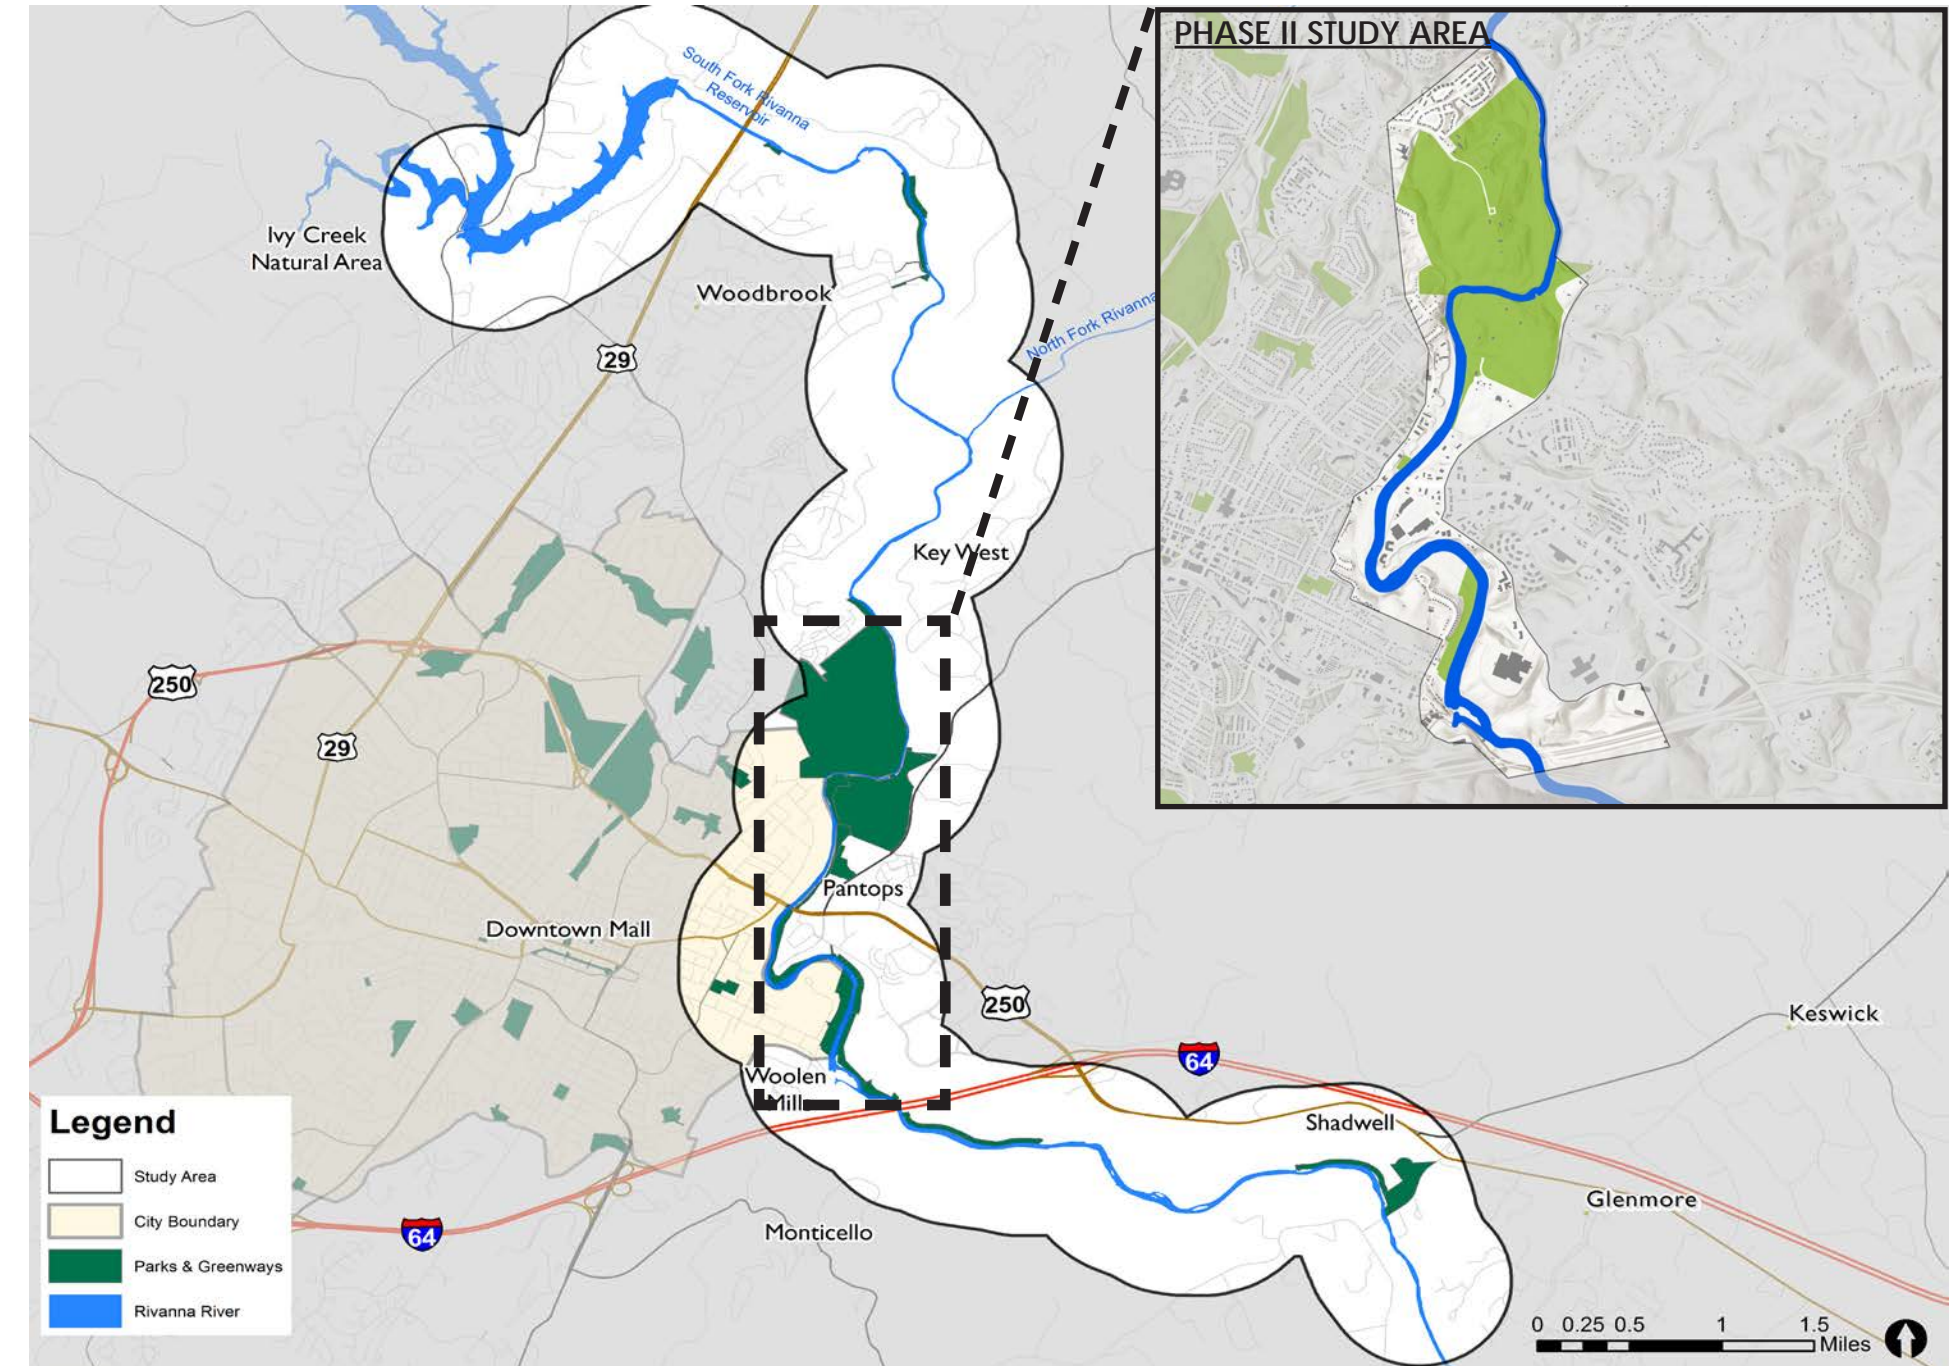 PHASE II STUDY AREA
South Fork Rivanna
Reservoir
Ivy Creek
Natural Area
Woodbrook
29
North Fork Rivanna
Key West
250
29
Pantops
Downtown Mall
250
Keswick
64
Woolen
Mills
Shadwell
Glenmore
Monticello
64
Legend
Study Area
City Boundary
Parks & Greenways
Rivanna River
0 0.25 0.5 1 1.5
Miles